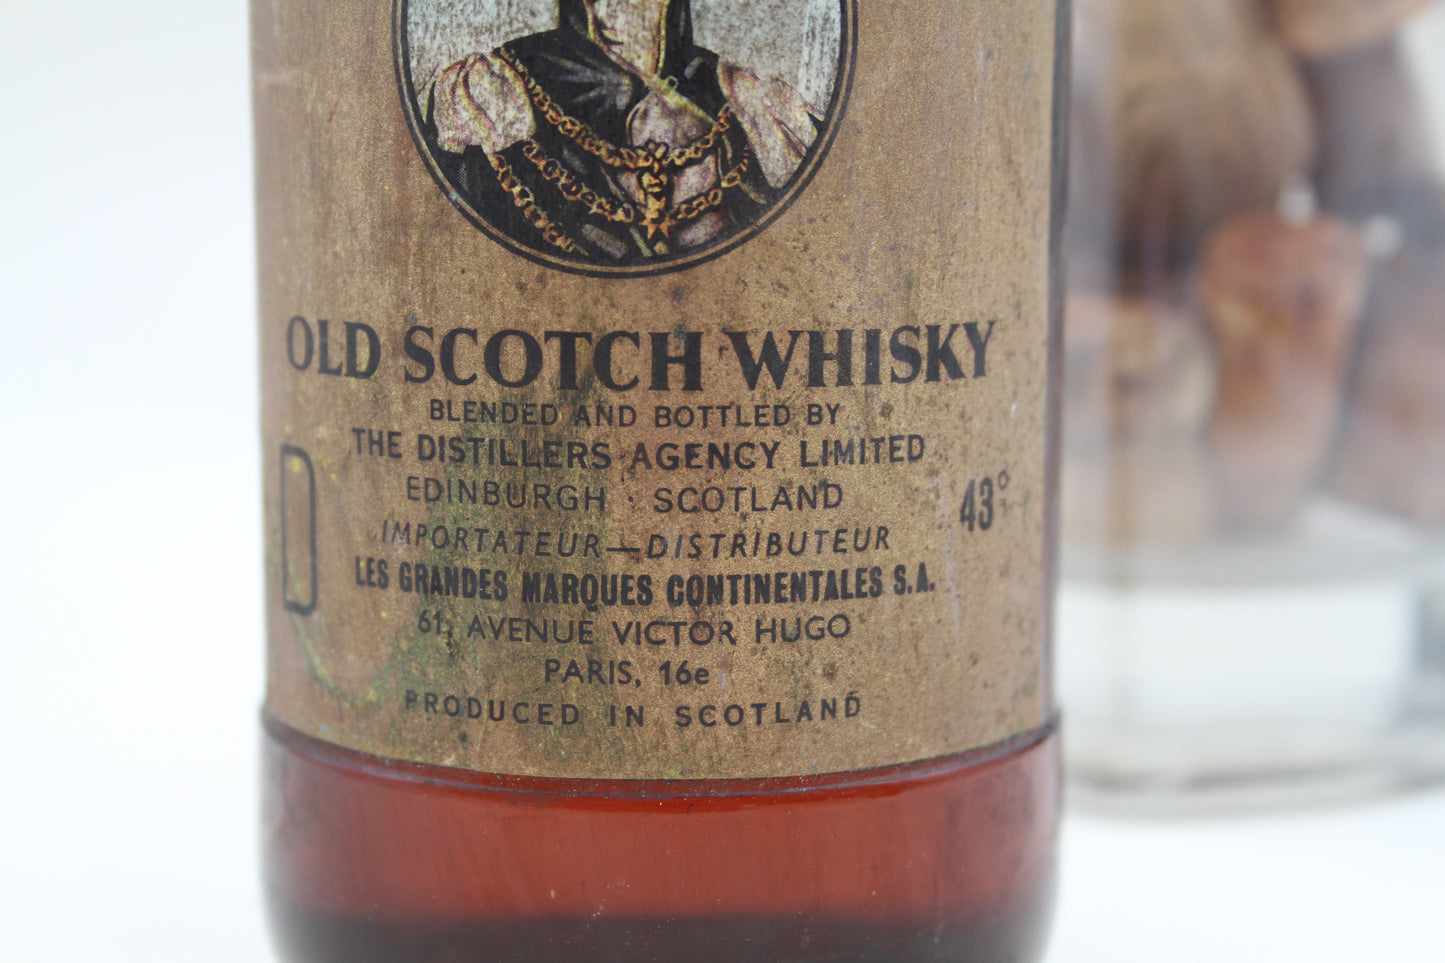 OLD SCOTCH WHISKY
BLENDED AND BOTTLED BY
THE DISTILLERS AGENCY LIMITED
EDINBURGH SCOTLAND
43°
IMPORTATEUR—DISTRIBUTEUR
LES GRANDES MARQUES CONTINENTALES S.A.
61, AVENUE VICTOR HUGO
PARIS, 16e
PRODUCED IN SCOTLAND